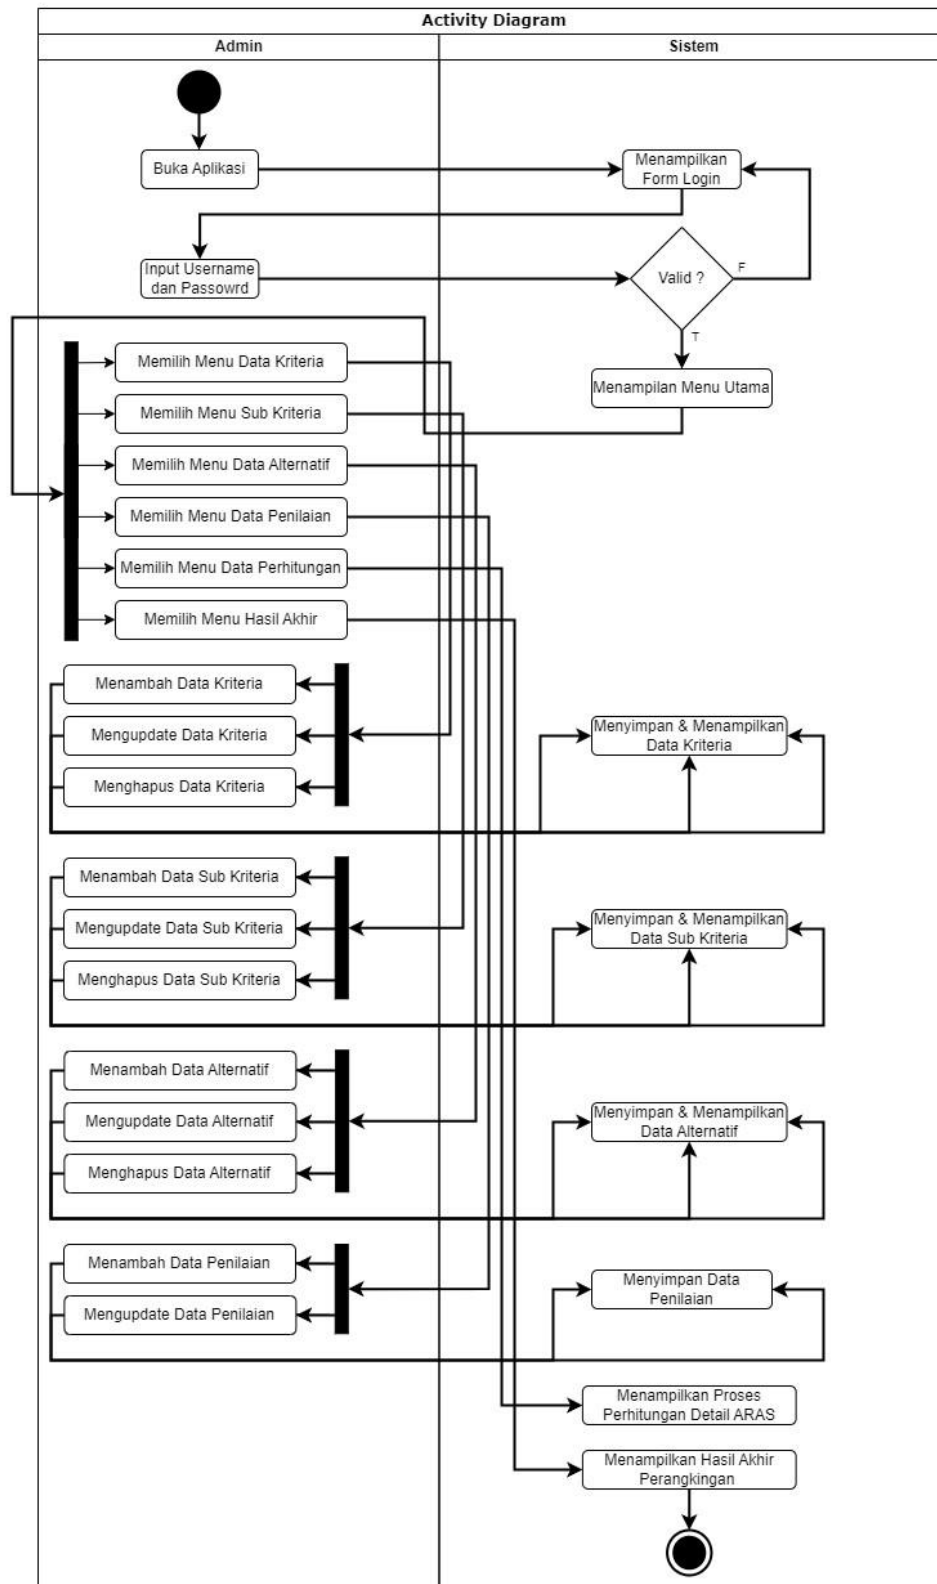 Activity Diagram
Admin
Sistem
Buka Aplikasi
Menampilkan
Form Login
Input Username
dan Passowrd
Valid ?
F
T
Menampilan Menu Utama
Memilih Menu Data Kriteria
Memilih Menu Sub Kriteria
Memilih Menu Data Alternatif
Memilih Menu Data Penilaian
Memilih Menu Data Perhitungan
Memilih Menu Hasil Akhir
Menambah Data Kriteria
Mengupdate Data Kriteria
Menghapus Data Kriteria
Menyimpan & Menampilkan
Data Kriteria
Menambah Data Sub Kriteria
Mengupdate Data Sub Kriteria
Menghapus Data Sub Kriteria
Menyimpan & Menampilkan
Data Sub Kriteria
Menambah Data Alternatif
Mengupdate Data Alternatif
Menghapus Data Alternatif
Menyimpan & Menampilkan
Data Alternatif
Menambah Data Penilaian
Mengupdate Data Penilaian
Menyimpan Data
Penilaian
Menampilkan Proses
Perhitungan Detail ARAS
Menampilkan Hasil Akhir
Perangkingan